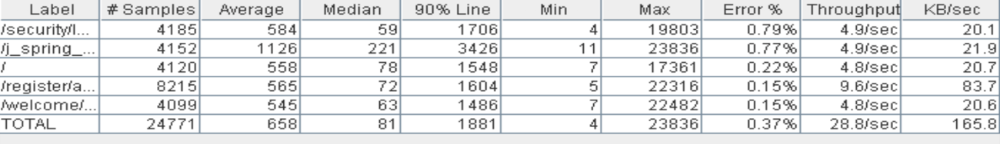 Label # Samples Average Median 90% Line Min Max Error % Throughput KB/sec
/security/l... 4185 584 59 1706 4 19803 0.79% 4.9/sec 20.1
/j_spring_... 4152 1126 221 3426 11 23836 0.77% 4.9/sec 21.9
/ 4120 558 78 1548 7 17361 0.22% 4.8/sec 20.7
/register/a... 8215 565 72 1604 5 22316 0.15% 9.6/sec 83.7
/welcome/... 4099 545 63 1486 7 22482 0.15% 4.8/sec 20.6
TOTAL 24771 658 81 1881 4 23836 0.37% 28.8/sec 165.8